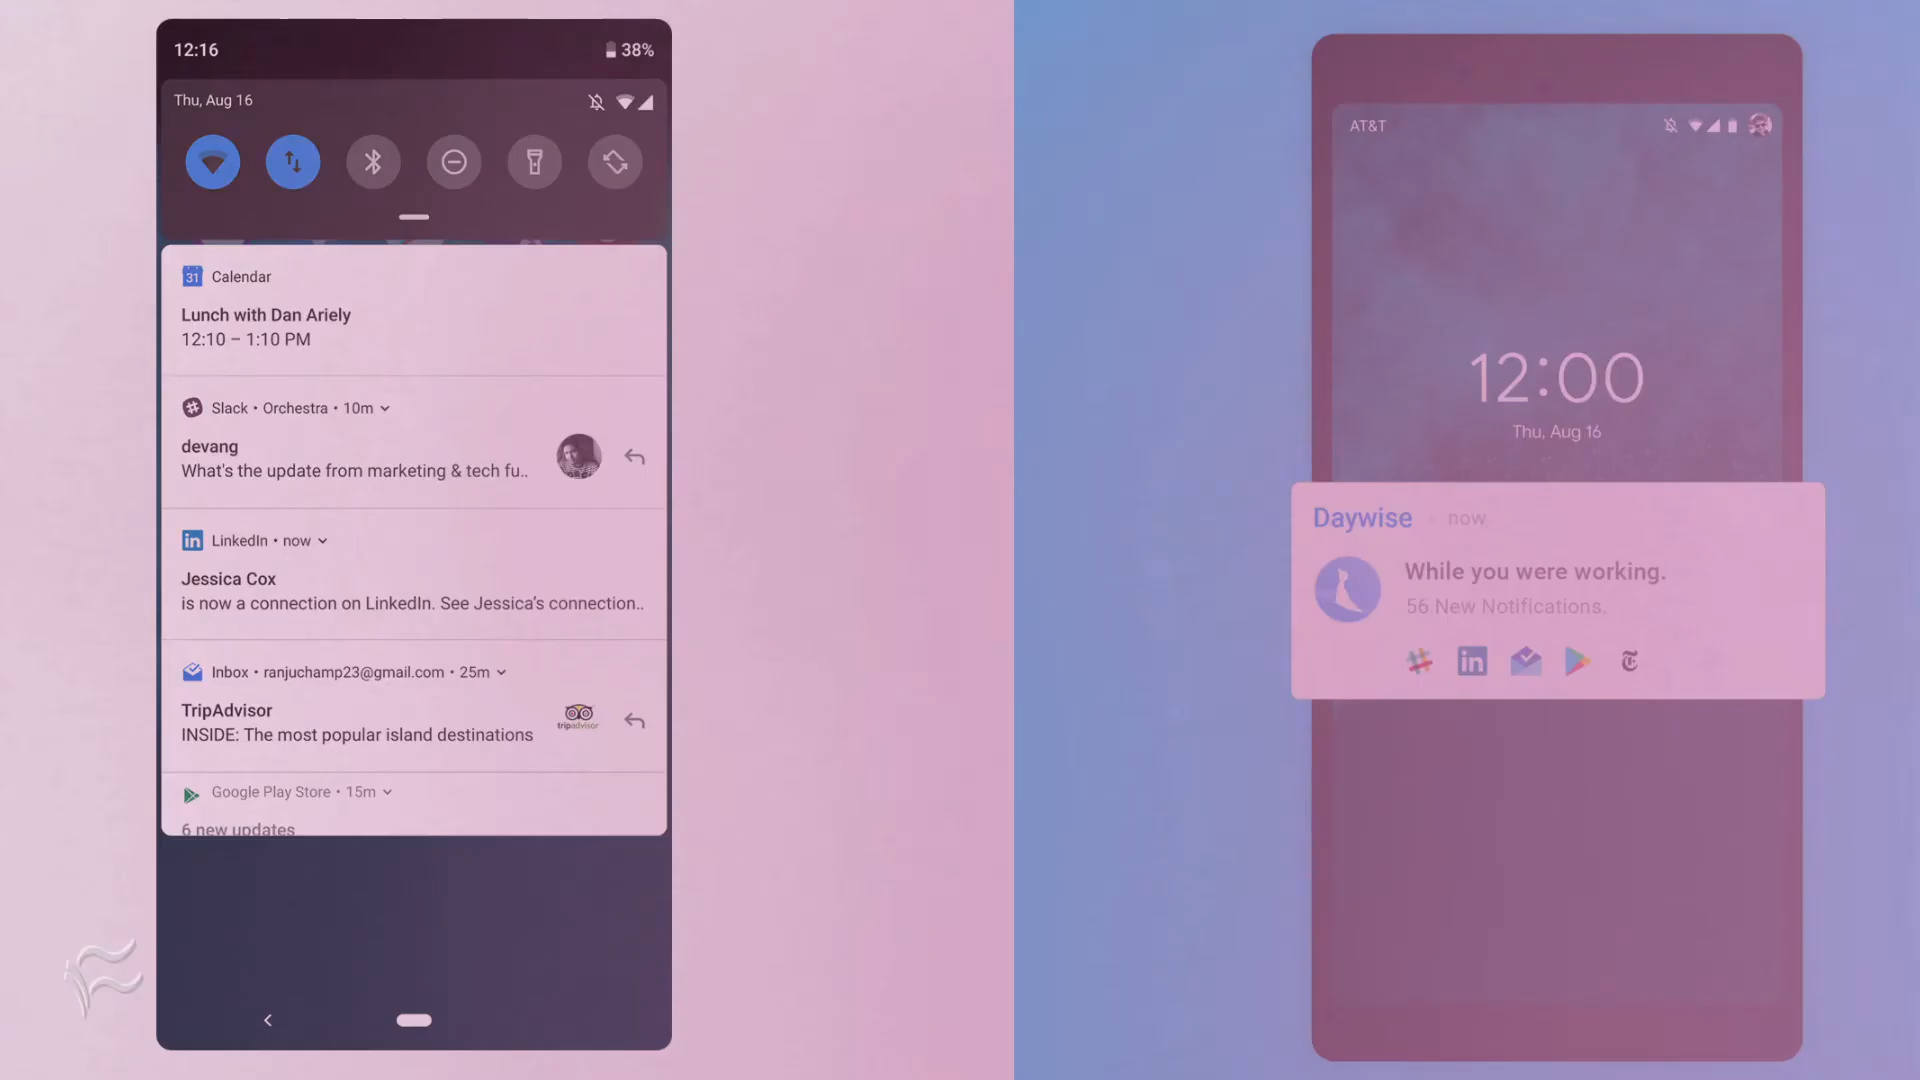 12:16
38%
Thu, Aug 16
31 Calendar
Lunch with Dan Ariely
12:10 – 1:10 PM
Slack • Orchestra • 10m
devang
What's the update from marketing & tech fu..
in LinkedIn • now
Jessica Cox
is now a connection on LinkedIn. See Jessica's connection..
Inbox • ranjuchamp23@gmail.com • 25m
TripAdvisor
INSIDE: The most popular island destinations
tripadvisor
Google Play Store • 15m
6 new updates
AT&T
12:00
Thu, Aug 16
Daywise · now
While you were working.
56 New Notifications.
in